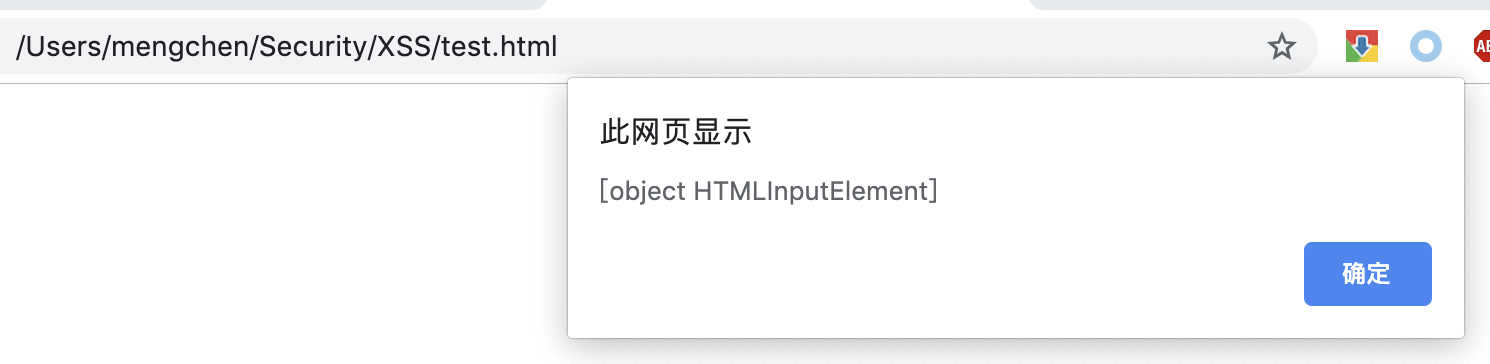 /Users/mengchen/Security/XSS/test.html
此网页显示
[object HTMLInputElement]
确定